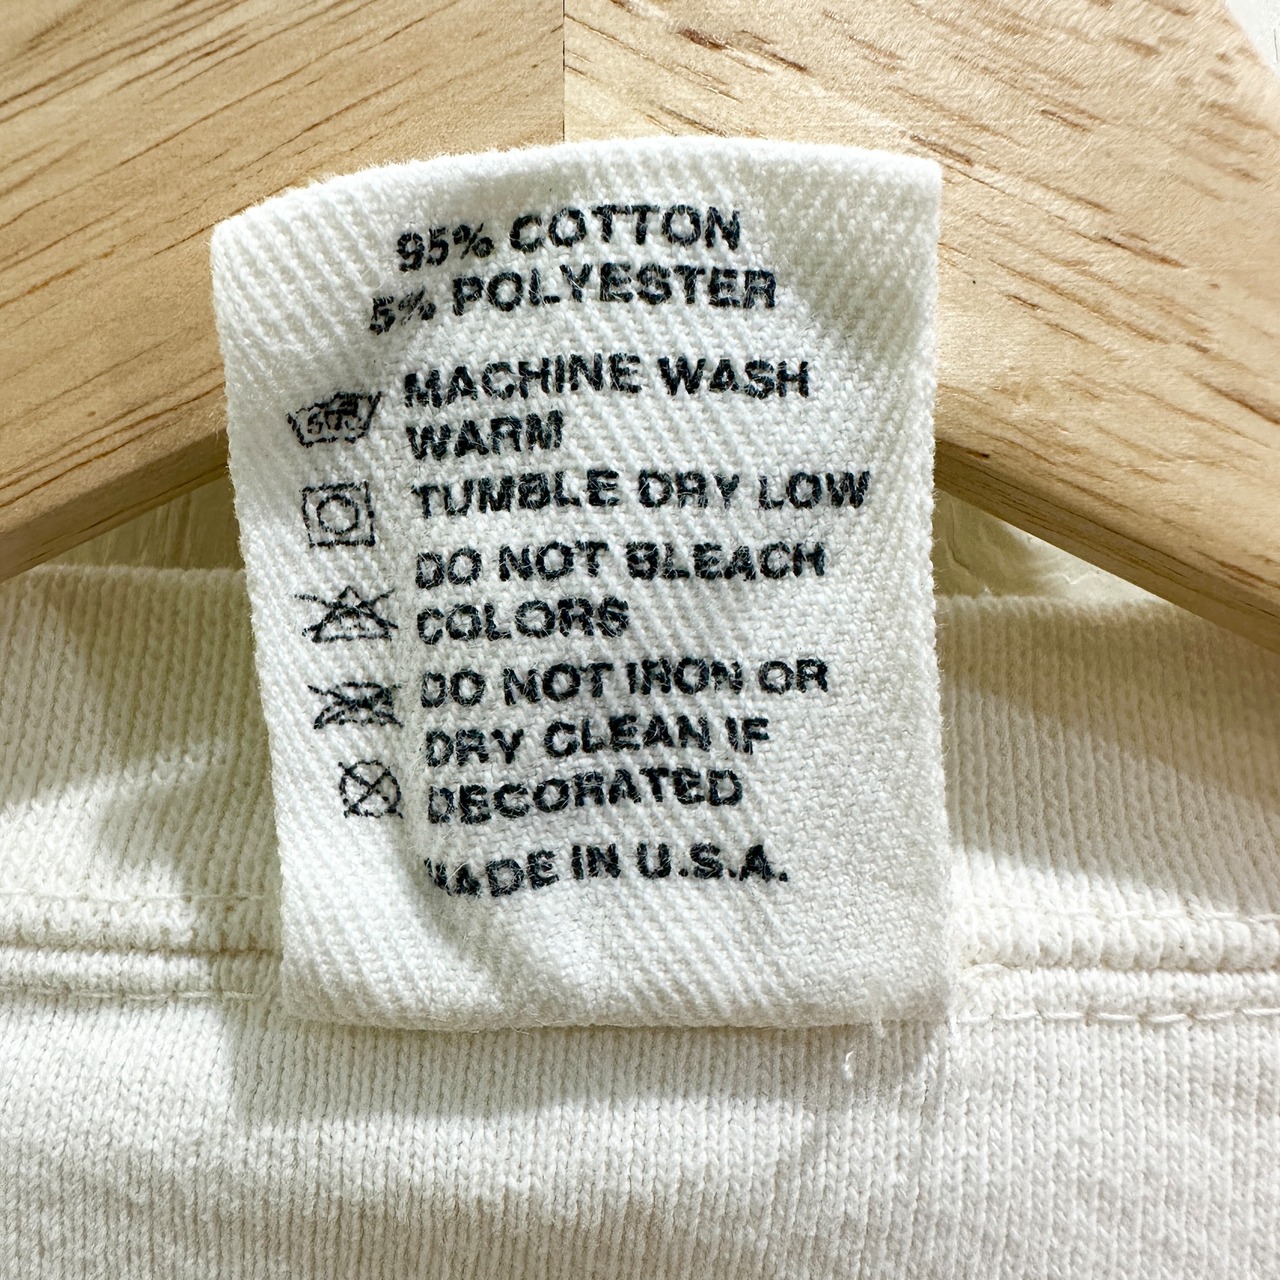 95% COTTON
5% POLYESTER
MACHINE WASH
WARM
TUMBLE DRY LOW
DO NOT BLEACH
COLORS
DO NOT IRON OR
DRY CLEAN IF
DECORATED
MADE IN U.S.A.